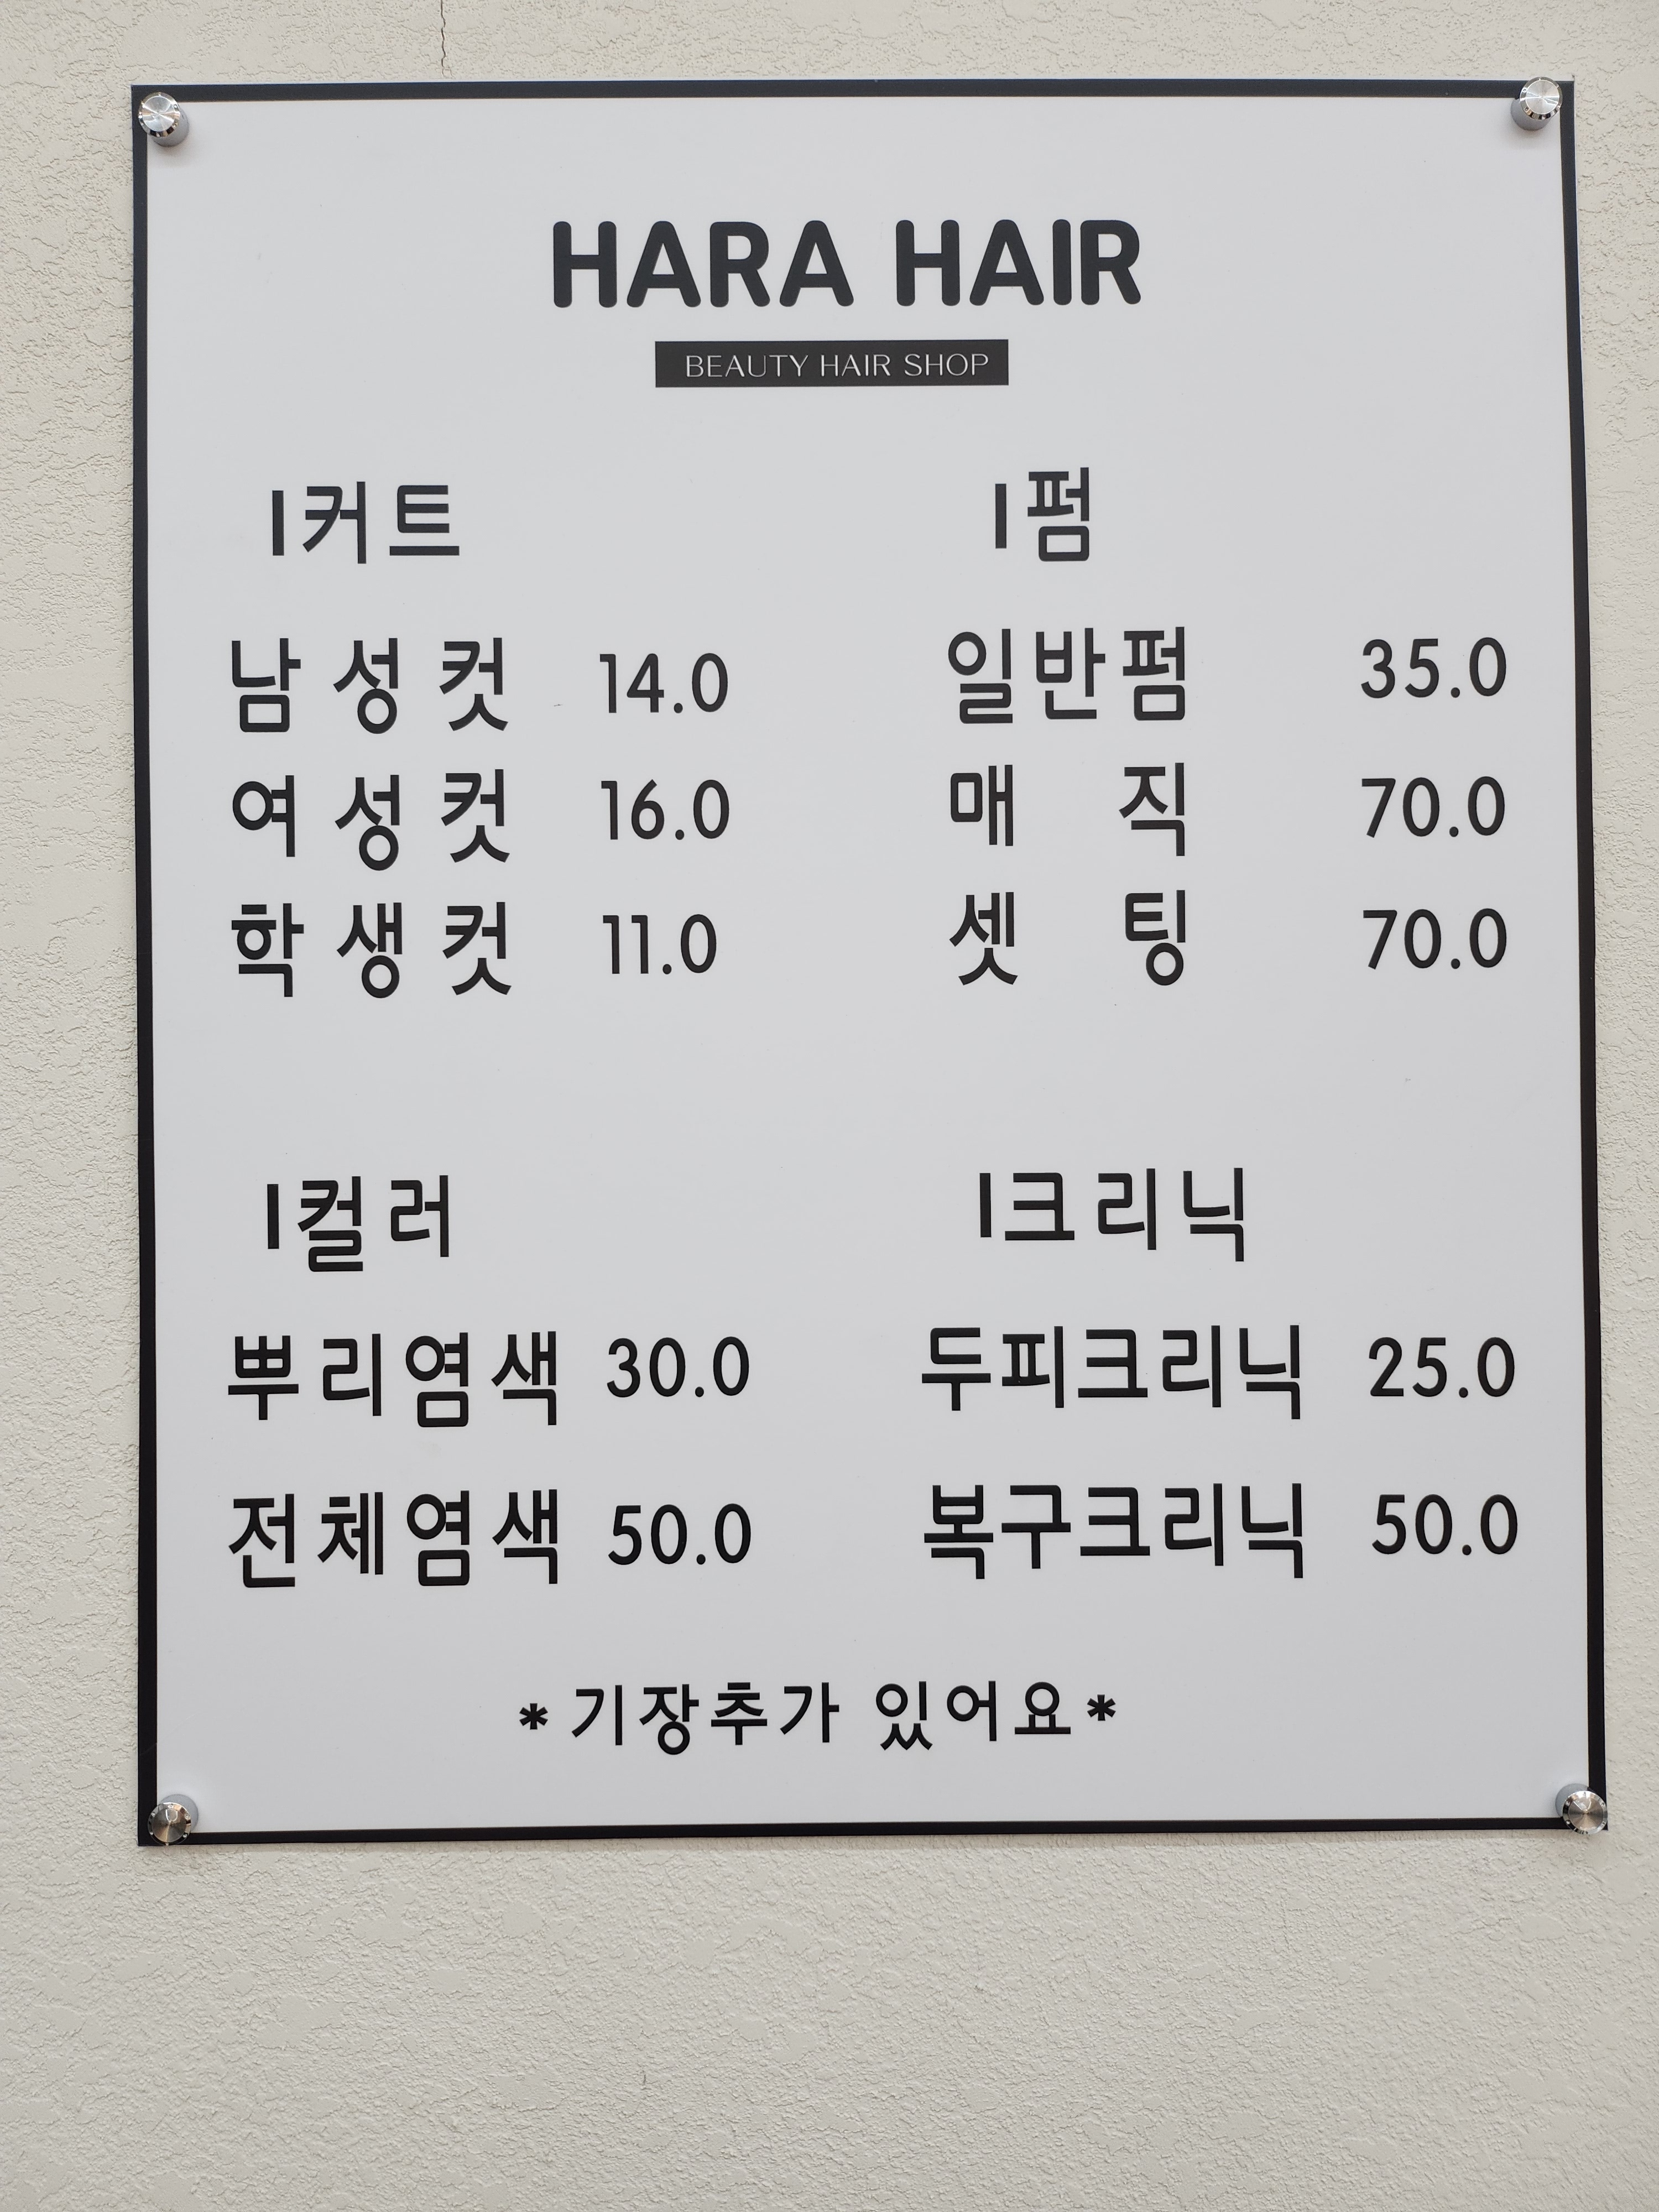 HARA HAIR
BEAUTY HAIR SHOP
I커트
남성컷 14.0
여성컷 16.0
학생컷 11.0
I펌
일반펌 35.0
매직 70.0
셋팅 70.0
I컬러
뿌리염색 30.0
전체염색 50.0
I크리닉
두피크리닉 25.0
복구크리닉 50.0
*기장추가 있어요*